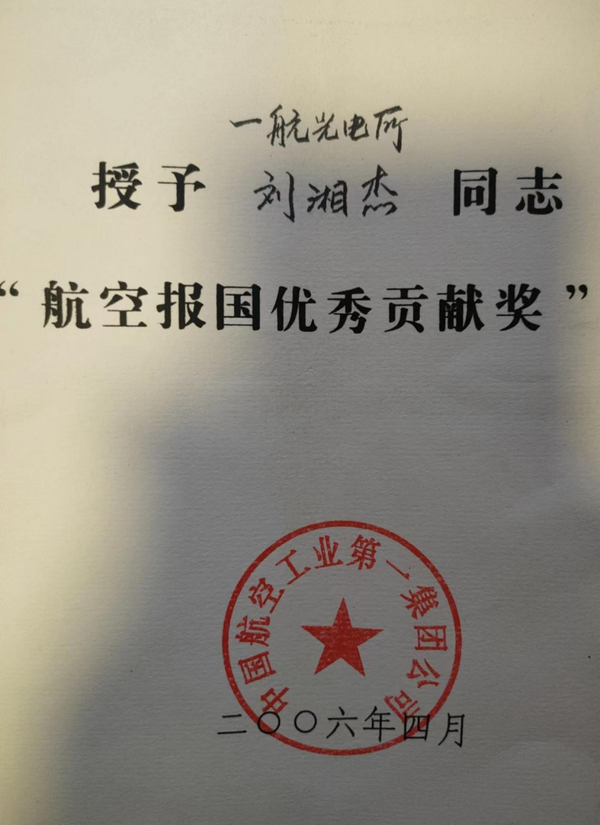 一航光电所
授予 刘湘杰 同志
“航空报国优秀贡献奖”
中国航空工业第一集团公司
二〇〇六年四月